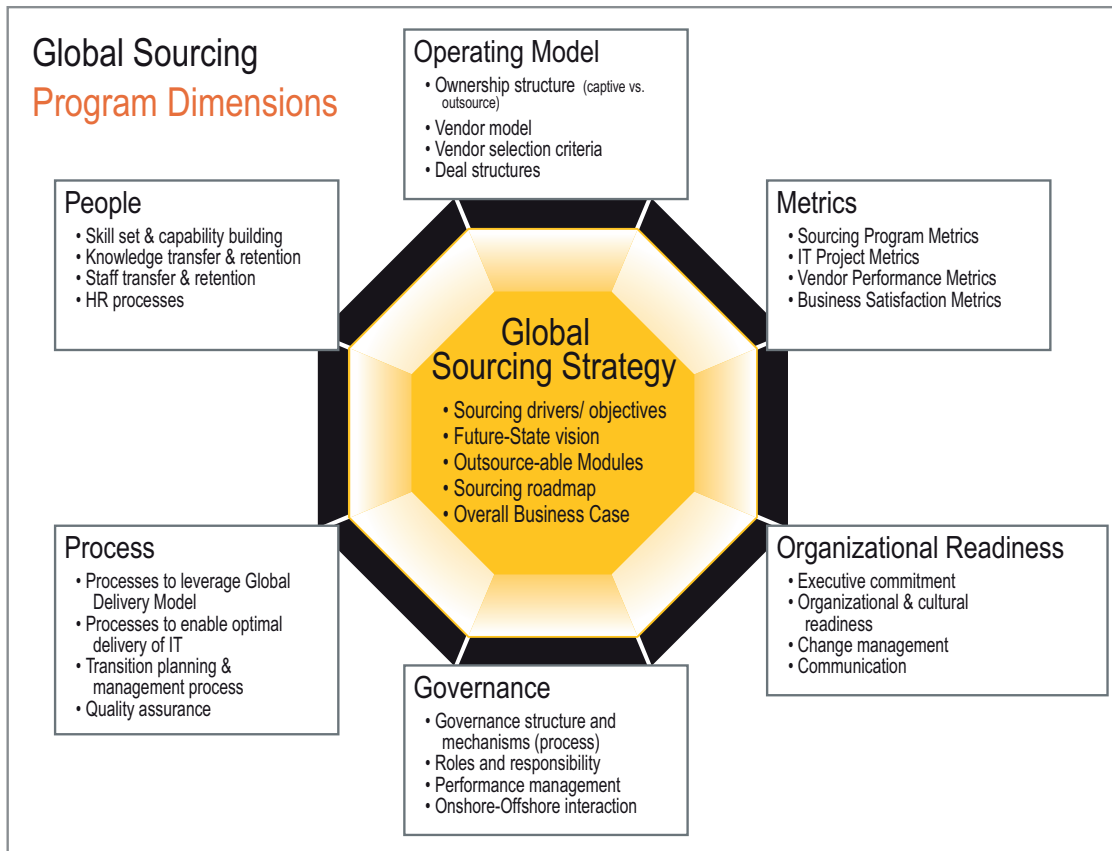 Global Sourcing
Program Dimensions
Operating Model
• Ownership structure (captive vs.
outsource)
• Vendor model
• Vendor selection criteria
• Deal structures
People
• Skill set & capability building
• Knowledge transfer & retention
• Staff transfer & retention
• HR processes
Metrics
• Sourcing Program Metrics
• IT Project Metrics
• Vendor Performance Metrics
• Business Satisfaction Metrics
Global
Sourcing Strategy
• Sourcing drivers/ objectives
• Future-State vision
• Outsource-able Modules
• Sourcing roadmap
• Overall Business Case
Process
• Processes to leverage Global
Delivery Model
• Processes to enable optimal
delivery of IT
• Transition planning &
management process
• Quality assurance
Organizational Readiness
• Executive commitment
• Organizational & cultural
readiness
• Change management
• Communication
Governance
• Governance structure and
mechanisms (process)
• Roles and responsibility
• Performance management
• Onshore-Offshore interaction